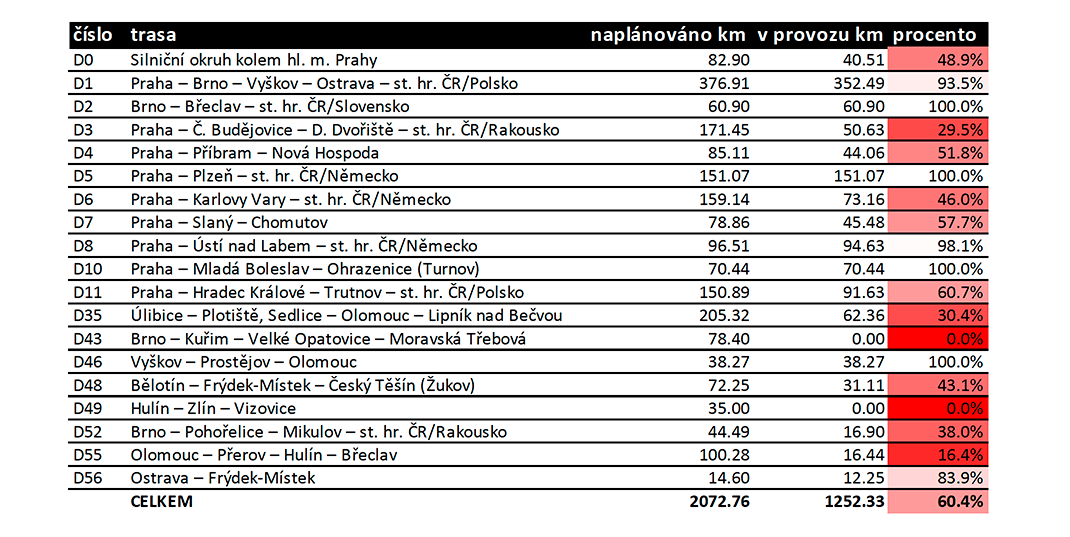 číslo trasa naplánováno km v provozu km procento
D0 Silniční okruh kolem hl. m. Prahy 82.90 40.51 48.9%
D1 Praha – Brno – Vyškov – Ostrava – st. hr. ČR/Polsko 376.91 352.49 93.5%
D2 Brno – Břeclav – st. hr. ČR/Slovensko 60.90 60.90 100.0%
D3 Praha – Č. Budějovice – D. Dvořiště – st. hr. ČR/Rakousko 171.45 50.63 29.5%
D4 Praha – Příbram – Nová Hospoda 85.11 44.06 51.8%
D5 Praha – Plzeň – st. hr. ČR/Německo 151.07 151.07 100.0%
D6 Praha – Karlovy Vary – st. hr. ČR/Německo 159.14 73.16 46.0%
D7 Praha – Slaný – Chomutov 78.86 45.48 57.7%
D8 Praha – Ústí nad Labem – st. hr. ČR/Německo 96.51 94.63 98.1%
D10 Praha – Mladá Boleslav – Ohrazenice (Turnov) 70.44 70.44 100.0%
D11 Praha – Hradec Králové – Trutnov – st. hr. ČR/Polsko 150.89 91.63 60.7%
D35 Úlibice – Plotiště, Sedlice – Olomouc – Lipník nad Bečvou 205.32 62.36 30.4%
D43 Brno – Kuřim – Velké Opatovice – Moravská Třebová 78.40 0.00 0.0%
D46 Vyškov – Prostějov – Olomouc 38.27 38.27 100.0%
D48 Bělotín – Frýdek-Místek – Český Těšín (Žukov) 72.25 31.11 43.1%
D49 Hulín – Zlín – Vizovice 35.00 0.00 0.0%
D52 Brno – Pohořelice – Mikulov – st. hr. ČR/Rakousko 44.49 16.90 38.0%
D55 Olomouc – Přerov – Hulín – Břeclav 100.28 16.44 16.4%
D56 Ostrava – Frýdek-Místek 14.60 12.25 83.9%
CELKEM 2072.76 1252.33 60.4%